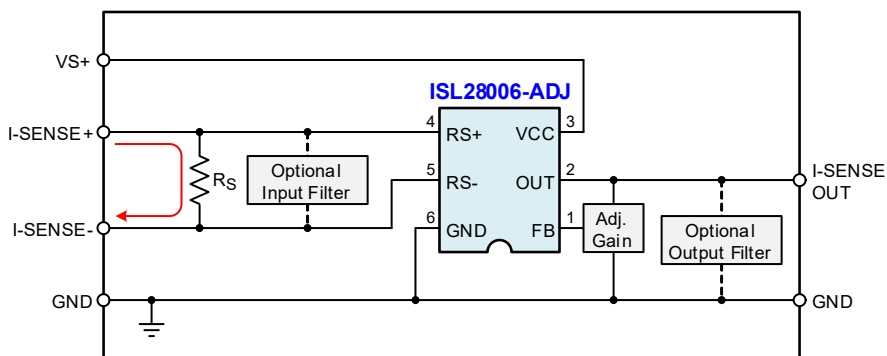 VS+
ISL28006-ADJ
I-SENSE+
4
RS+
VCC
3
Optional
Input Filter
RS
5
RS-
OUT
2
I-SENSE
OUT
I-SENSE-
6
GND
FB
1
Adj.
Gain
Optional
Output Filter
GND
GND